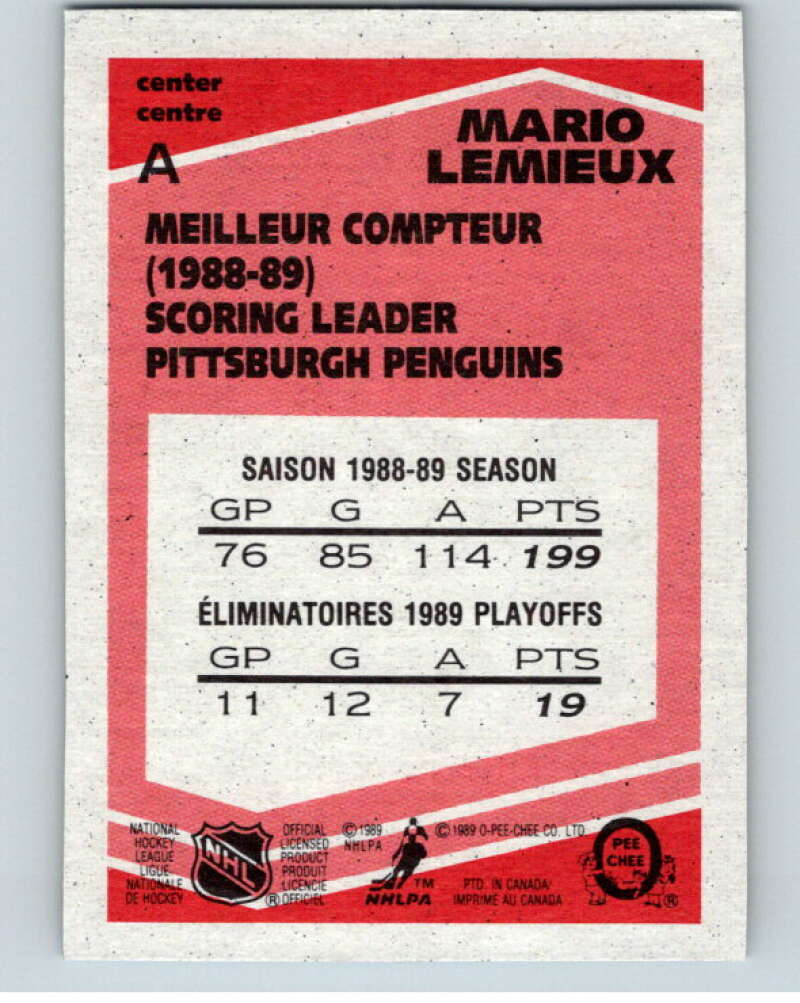 center
centre
A
MARIO
LEMIEUX
MEILLEUR COMPTEUR
(1988-89)
SCORING LEADER
PITTSBURGH PENGUINS
SAISON 1988-89 SEASON
GP G A PTS
76 85 114 199
ÉLIMINATOIRES 1989 PLAYOFFS
GP G A PTS
11 12 7 19
NATIONAL
HOCKEY
LEAGUE
LIGUE
NATIONALE
DE HOCKEY
NHL
®
OFFICIAL
LICENSED
PRODUCT
PRODUIT
LICENCIE
OFFICIEL
© 1989
NHLPA
TM
NHLPA
© 1989 O-PEE-CHEE CO. LTD.
PTD. IN CANADA/
IMPRIMÉ AU CANADA
PEE
CHEE
®